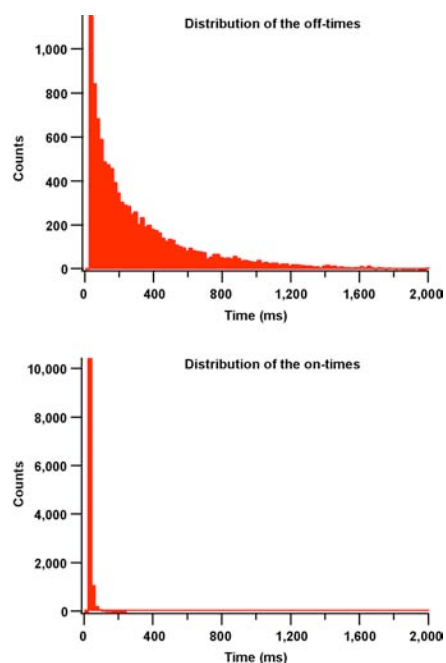 Distribution of the off-times
1,000
800
600
400
200
0
Counts
0 400 800 1,200 1,600 2,000
Time (ms)
Distribution of the on-times
10,000
8,000
6,000
4,000
2,000
0
Counts
0 400 800 1,200 1,600 2,000
Time (ms)